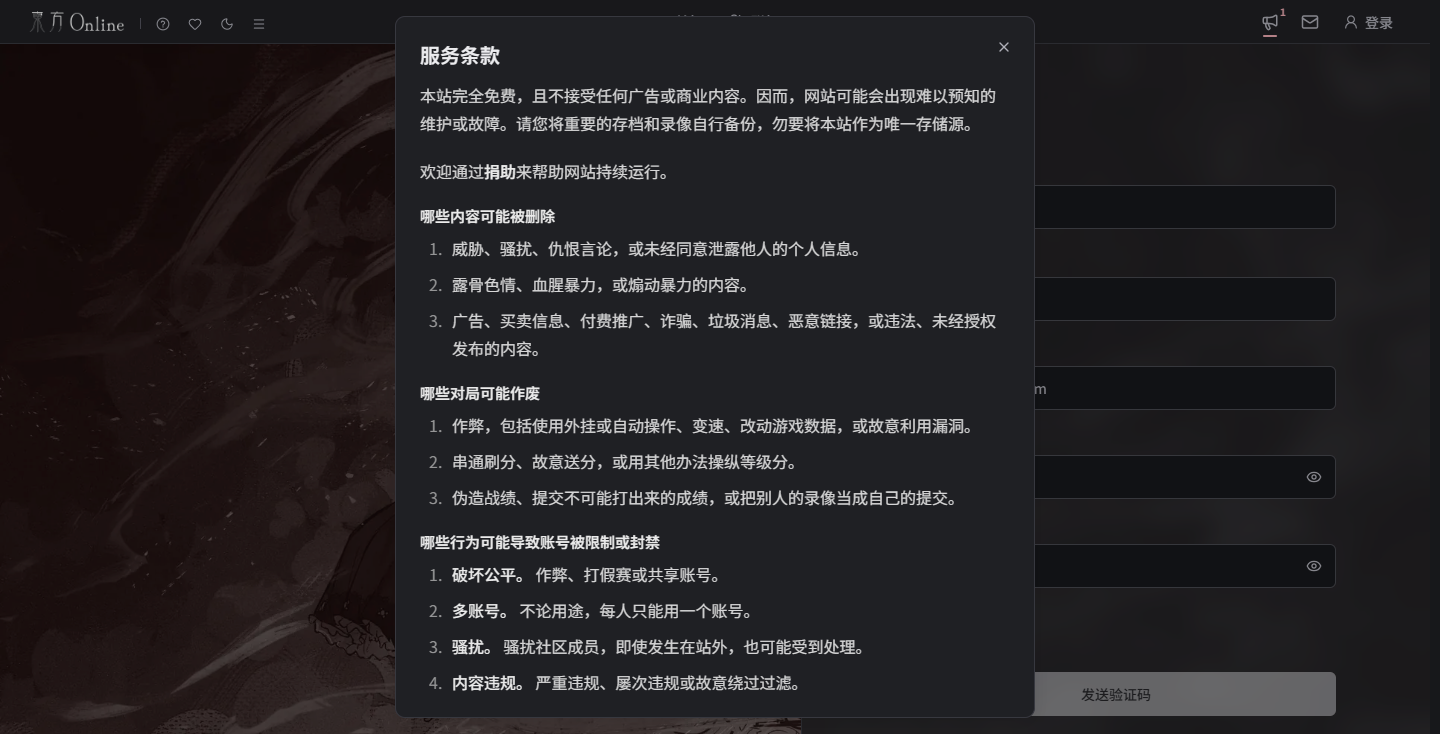 東方Online
1
登录
服务条款
本站完全免费，且不接受任何广告或商业内容。因而，网站可能会出现难以预知的
维护或故障。请您将重要的存档和录像自行备份，勿要将本站作为唯一存储源。
欢迎通过捐助来帮助网站持续运行。
哪些内容可能被删除
1. 威胁、骚扰、仇恨言论，或未经同意泄露他人的个人信息。
2. 露骨色情、血腥暴力，或煽动暴力的内容。
3. 广告、买卖信息、付费推广、诈骗、垃圾消息、恶意链接，或违法、未经授权
发布的内容。
哪些对局可能作废
1. 作弊，包括使用外挂或自动操作、变速、改动游戏数据，或故意利用漏洞。
2. 串通刷分、故意送分，或用其他办法操纵等级分。
3. 伪造战绩、提交不可能打出来的成绩，或把别人的录像当成自己的提交。
哪些行为可能导致账号被限制或封禁
1. 破坏公平。 作弊、打假赛或共享账号。
2. 多账号。 不论用途，每人只能用一个账号。
3. 骚扰。 骚扰社区成员，即使发生在站外，也可能受到处理。
4. 内容违规。 严重违规、屡次违规或故意绕过过滤。
m
发送验证码